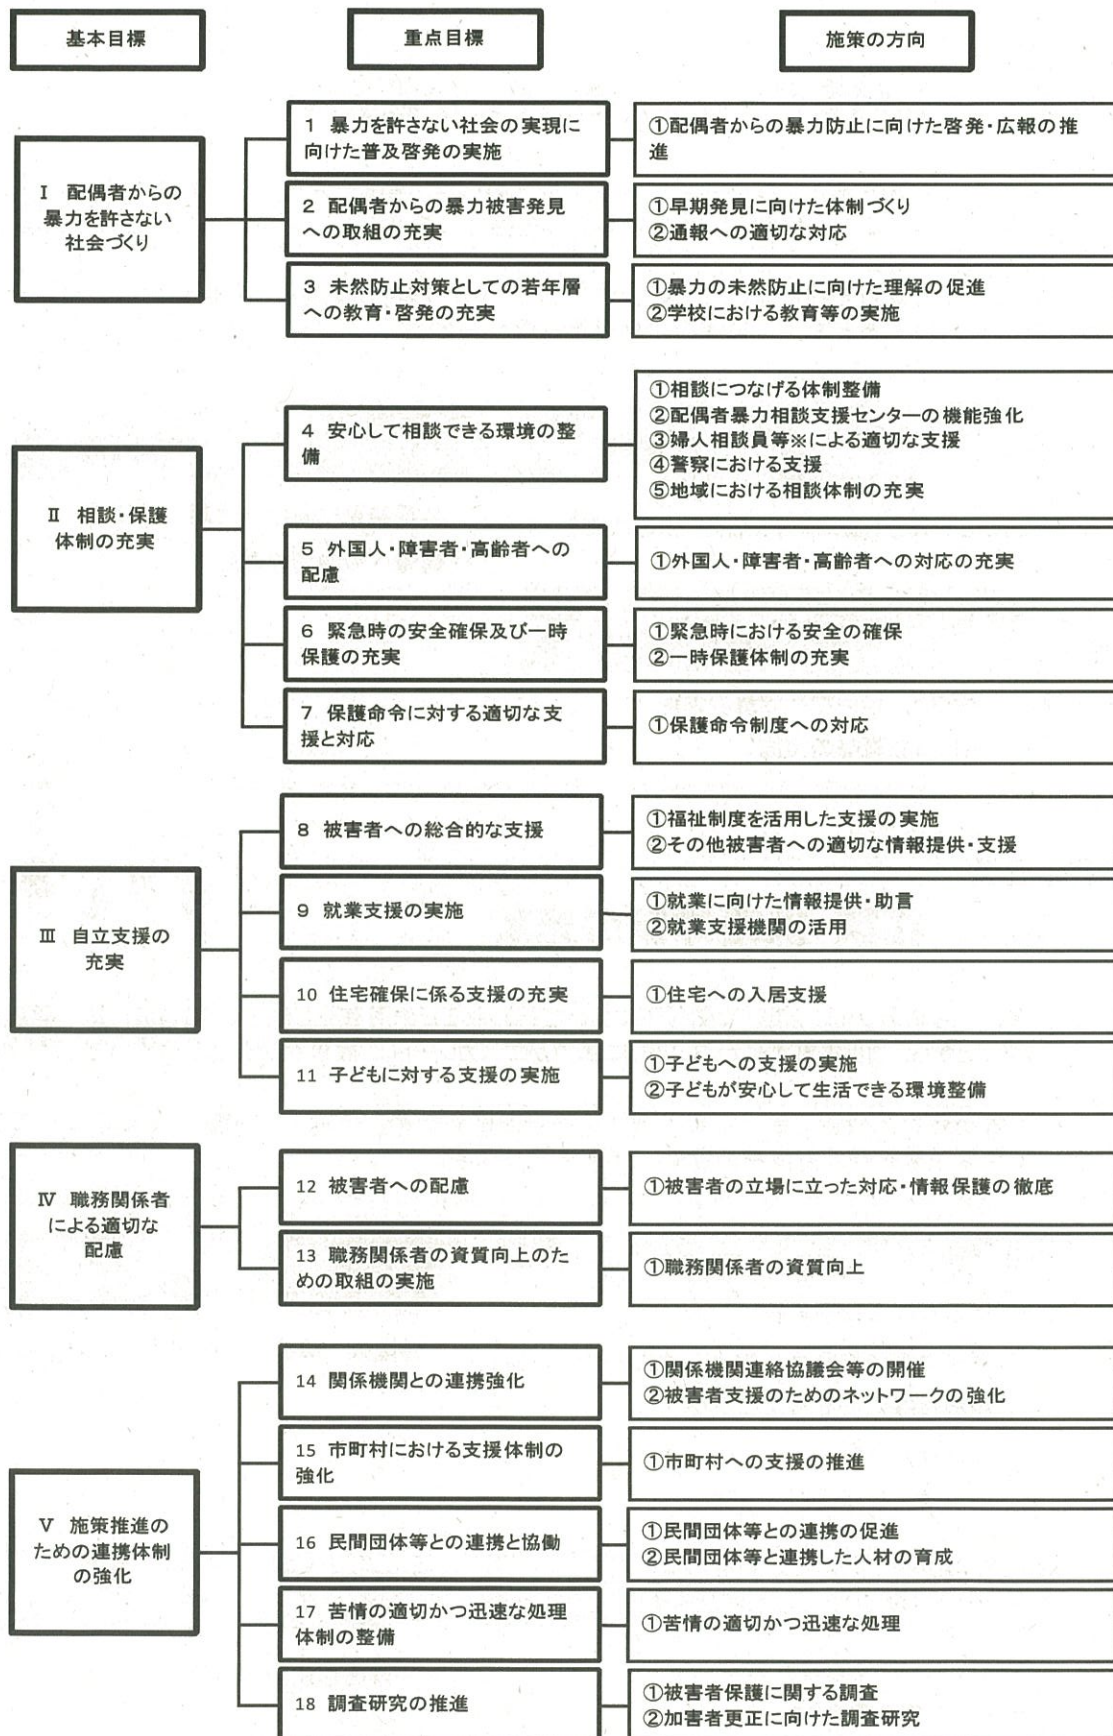 基本目標
重点目標
施策の方向
Ⅰ 配偶者からの
暴力を許さない
社会づくり
1 暴力を許さない社会の実現に
向けた普及啓発の実施
①配偶者からの暴力防止に向けた啓発・広報の推
進
2 配偶者からの暴力被害発見
への取組の充実
①早期発見に向けた体制づくり
②通報への適切な対応
3 未然防止対策としての若年層
への教育・啓発の充実
①暴力の未然防止に向けた理解の促進
②学校における教育等の実施
Ⅱ 相談・保護
体制の充実
4 安心して相談できる環境の整
備
①相談につなげる体制整備
②配偶者暴力相談支援センターの機能強化
③婦人相談員等※による適切な支援
④警察における支援
⑤地域における相談体制の充実
5 外国人・障害者・高齢者への
配慮
①外国人・障害者・高齢者への対応の充実
6 緊急時の安全確保及び一時
保護の充実
①緊急時における安全の確保
②一時保護体制の充実
7 保護命令に対する適切な支
援と対応
①保護命令制度への対応
Ⅲ 自立支援の
充実
8 被害者への総合的な支援
①福祉制度を活用した支援の実施
②その他被害者への適切な情報提供・支援
9 就業支援の実施
①就業に向けた情報提供・助言
②就業支援機関の活用
10 住宅確保に係る支援の充実
①住宅への入居支援
11 子どもに対する支援の実施
①子どもへの支援の実施
②子どもが安心して生活できる環境整備
Ⅳ 職務関係者
による適切な
配慮
12 被害者への配慮
①被害者の立場に立った対応・情報保護の徹底
13 職務関係者の資質向上のた
めの取組の実施
①職務関係者の資質向上
Ⅴ 施策推進の
ための連携体制
の強化
14 関係機関との連携強化
①関係機関連絡協議会等の開催
②被害者支援のためのネットワークの強化
15 市町村における支援体制の
強化
①市町村への支援の推進
16 民間団体等との連携と協働
①民間団体等との連携の促進
②民間団体等と連携した人材の育成
17 苦情の適切かつ迅速な処理
体制の整備
①苦情の適切かつ迅速な処理
18 調査研究の推進
①被害者保護に関する調査
②加害者更正に向けた調査研究